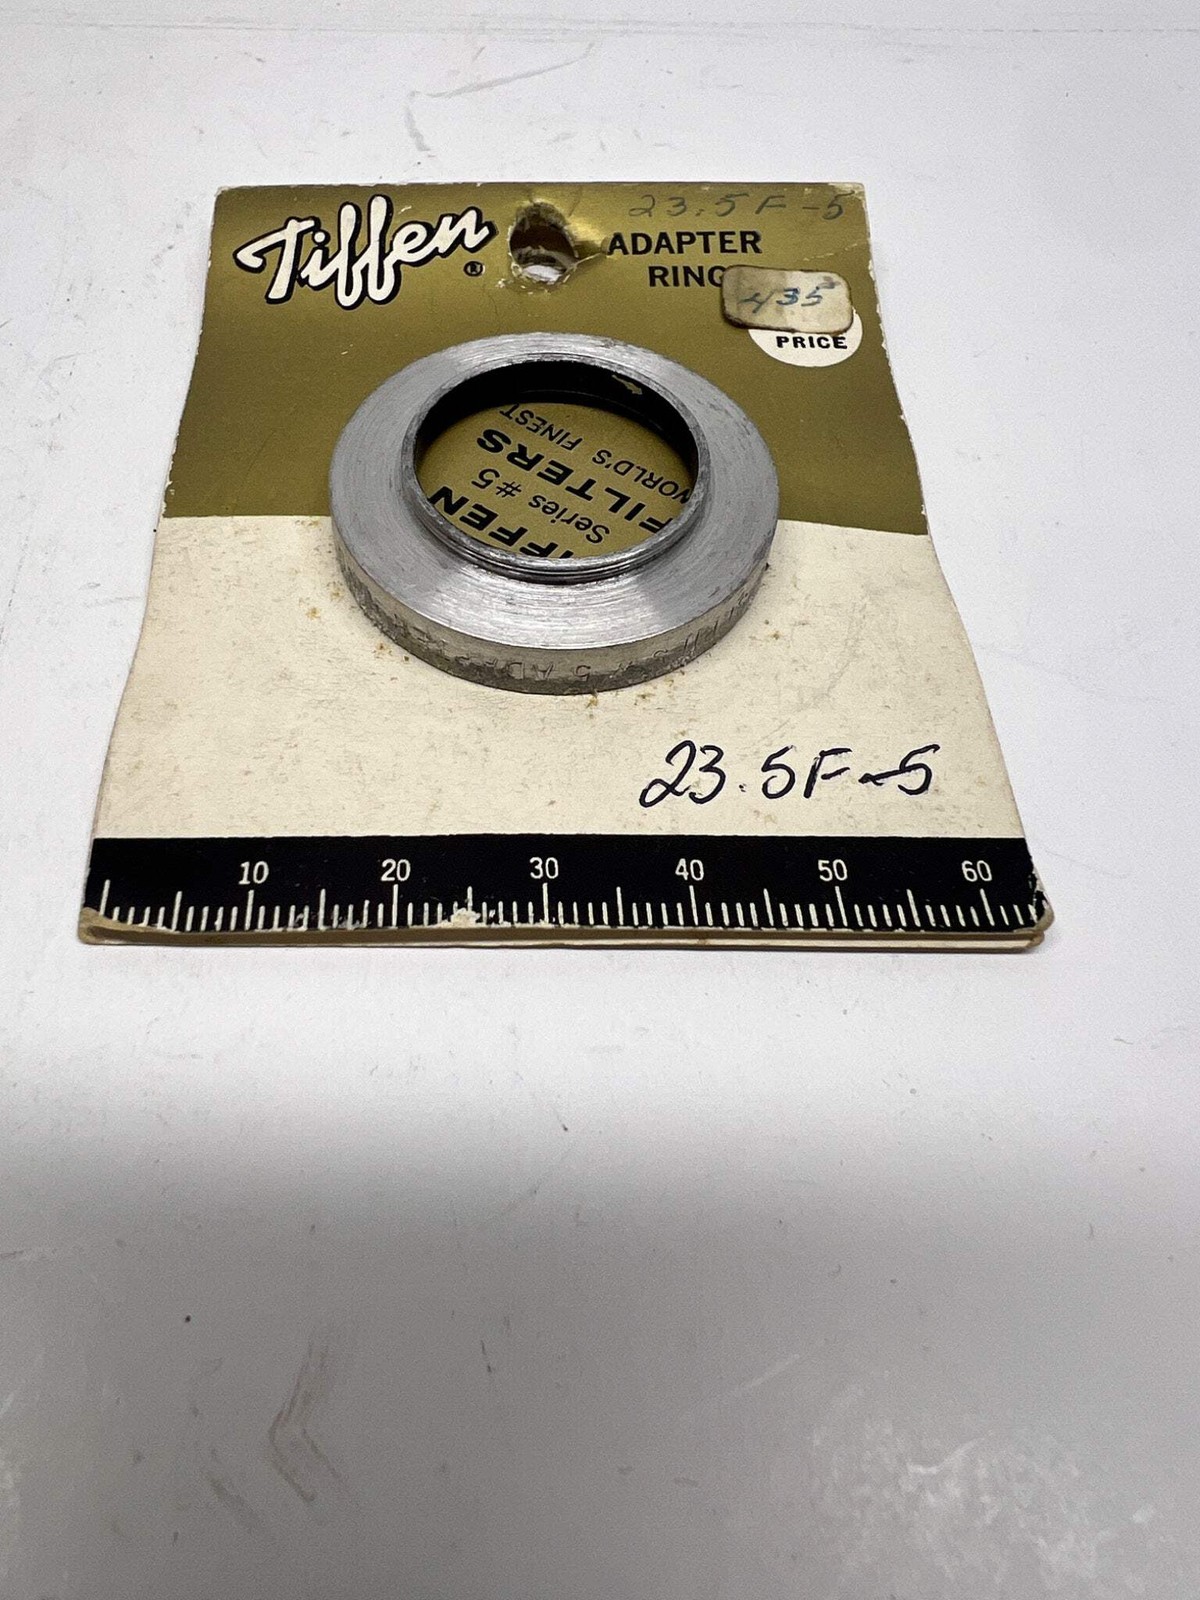 Tiffen ®
23.5F-5
ADAPTER
RING
435
PRICE
WORLD'S FINEST
FILTERS
Series #5
TIFFEN
23.5F-5
10 20 30 40 50 60